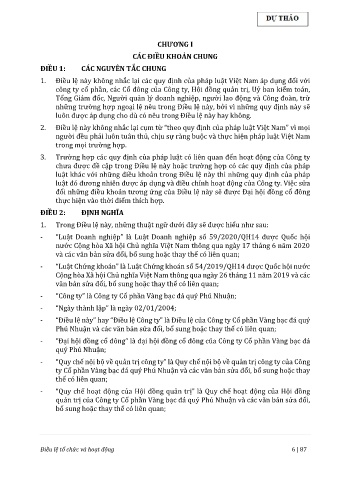 DỰ THẢO
CHƯƠNG I
CÁC ĐIỀU KHOẢN CHUNG
ĐIỀU 1: CÁC NGUYÊN TẮC CHUNG
1. Điều lệ này không nhắc lại các quy định của pháp luật Việt Nam áp dụng đối với
công ty cổ phần, các Cổ đông của Công ty, Hội đồng quản trị, Uỷ ban kiểm toán,
Tổng Giám đốc, Người quản lý doanh nghiệp, người lao động và Công đoàn, trừ
những trường hợp ngoại lệ nêu trong Điều lệ này, bởi vì những quy định này sẽ
luôn được áp dụng cho dù có nêu trong Điều lệ này hay không.
2. Điều lệ này không nhắc lại cụm từ "theo quy định của pháp luật Việt Nam" vì mọi
người đều phải luôn tuân thủ, chịu sự ràng buộc và thực hiện pháp luật Việt Nam
trong mọi trường hợp.
3. Trường hợp các quy định của pháp luật có liên quan đến hoạt động của Công ty
chưa được đề cập trong Điều lệ này hoặc trường hợp có các quy định của pháp
luật khác với những điều khoản trong Điều lệ này thì những quy định của pháp
luật đó đương nhiên được áp dụng và điều chỉnh hoạt động của Công ty. Việc sửa
đổi những điều khoản tương ứng của Điều lệ này sẽ được Đại hội đồng cổ đông
thực hiện vào thời điểm thích hợp.
ĐIỀU 2: ĐỊNH NGHĨA
1. Trong Điều lệ này, những thuật ngữ dưới đây sẽ được hiểu như sau:
- "Luật Doanh nghiệp" là Luật Doanh nghiệp số 59/2020/QH14 được Quốc hội
nước Cộng hòa Xã hội Chủ nghĩa Việt Nam thông qua ngày 17 tháng 6 năm 2020
và các văn bản sửa đổi, bổ sung hoặc thay thế có liên quan;
- "Luật Chứng khoán" là Luật Chứng khoán số 54/2019/QH14 được Quốc hội nước
Cộng hòa Xã hội Chủ nghĩa Việt Nam thông qua ngày 26 tháng 11 năm 2019 và các
văn bản sửa đổi, bổ sung hoặc thay thế có liên quan;
- "Công ty" là Công ty Cổ phần Vàng bạc đá quý Phú Nhuận;
- "Ngày thành lập" là ngày 02/01/2004;
- "Điều lệ này" hay "Điều lệ Công ty" là Điều lệ của Công ty Cổ phần Vàng bạc đá quý
Phú Nhuận và các văn bản sửa đổi, bổ sung hoặc thay thế có liên quan;
- "Đại hội đồng cổ đông" là đại hội đồng cổ đông của Công ty Cổ phần Vàng bạc đá
quý Phú Nhuận;
- "Quy chế nội bộ về quản trị công ty" là Quy chế nội bộ về quản trị công ty của Công
ty Cổ phần Vàng bạc đá quý Phú Nhuận và các văn bản sửa đổi, bổ sung hoặc thay
thế có liên quan;
- "Quy chế hoạt động của Hội đồng quản trị" là Quy chế hoạt động của Hội đồng
quản trị của Công ty Cổ phần Vàng bạc đá quý Phú Nhuận và các văn bản sửa đổi,
bổ sung hoặc thay thế có liên quan;
Điều lệ tổ chức và hoạt động 6 | 87